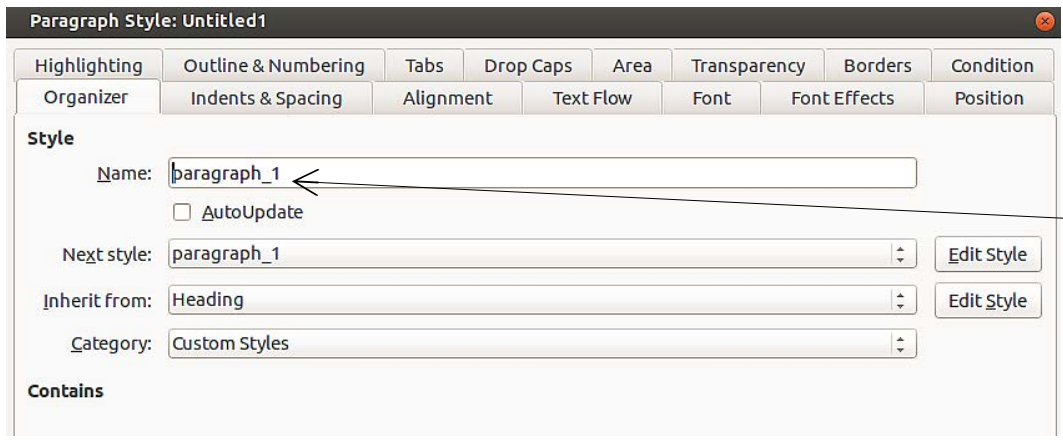 Paragraph Style: Untitled1
Highlighting Outline & Numbering Tabs Drop Caps Area Transparency Borders Condition
Organizer Indents & Spacing Alignment Text Flow Font Font Effects Position
Style
Name: paragraph_1
AutoUpdate
Next style: paragraph_1 Edit Style
Inherit from: Heading Edit Style
Category: Custom Styles
Contains